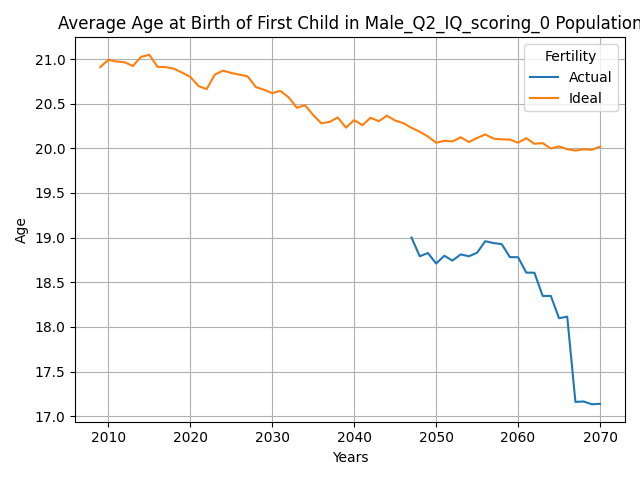 Average Age at Birth of First Child in Male_Q2_IQ_scoring_0 Population
Fertility
Actual
Ideal
21.0
20.5
20.0
19.5
19.0
18.5
18.0
17.5
17.0
Age
2010 2020 2030 2040 2050 2060 2070
Years